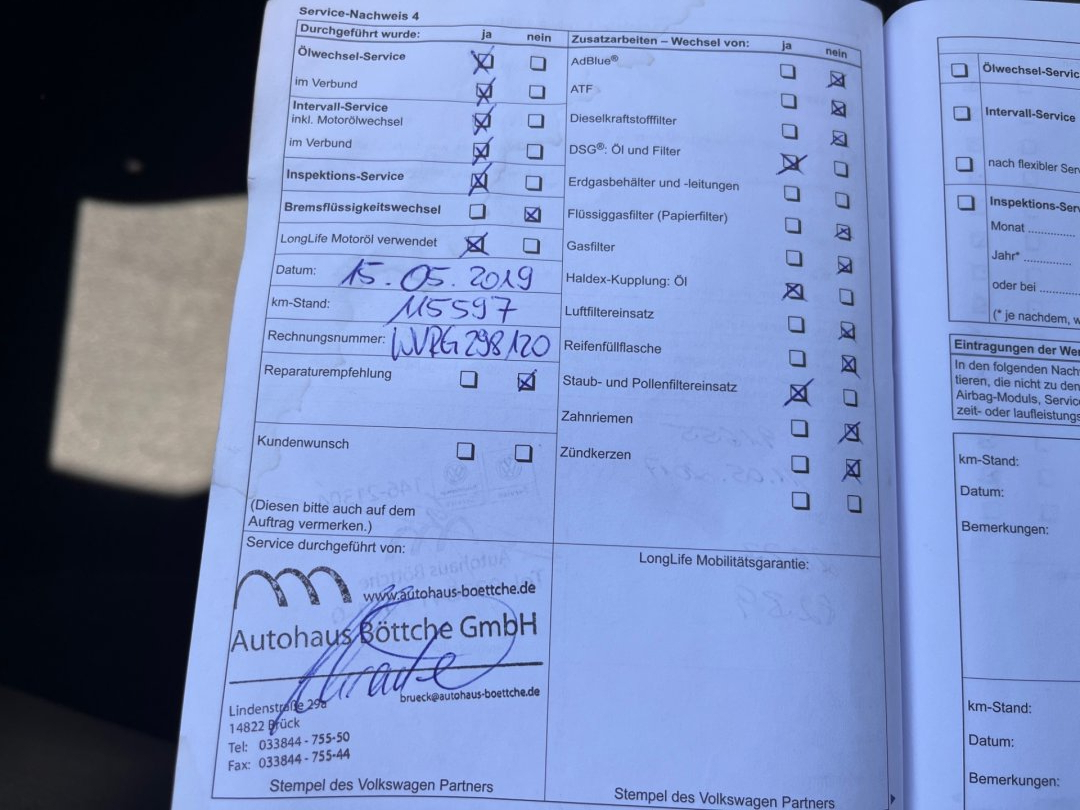 Service-Nachweis 4
Durchgeführt wurde: ja nein
Ölwechsel-Service
im Verbund
Intervall-Service
inkl. Motorölwechsel
im Verbund
Inspektions-Service
Bremsflüssigkeitswechsel
LongLife Motoröl verwendet
Datum: 15.05.2019
km-Stand: 115597
Rechnungsnummer: WVRG298120
Reparaturempfehlung
Kundenwunsch
(Diesen bitte auch auf dem
Auftrag vermerken.)
Zusatzarbeiten – Wechsel von: ja nein
AdBlue®
ATF
Dieselkraftstofffilter
DSG®: Öl und Filter
Erdgasbehälter und -leitungen
Flüssiggasfilter (Papierfilter)
Gasfilter
Haldex-Kupplung: Öl
Luftfiltereinsatz
Reifenfüllflasche
Staub- und Pollenfiltereinsatz
Zahnriemen
Zündkerzen
Service durchgeführt von:
www.autohaus-boettche.de
Autohaus Böttche GmbH
brueck@autohaus-boettche.de
Lindenstraße 29a
14822 Brück
Tel: 033844 - 755-50
Fax: 033844 - 755-44
Stempel des Volkswagen Partners
LongLife Mobilitätsgarantie:
Stempel des Volkswagen Partners
Ölwechsel-Servic
Intervall-Service
nach flexibler Serv
Inspektions-Serv
Monat ..............
Jahr* ..............
oder bei ...........
(* je nachdem, w
Eintragungen der Wer
In den folgenden Nachw
tieren, die nicht zu den
Airbag-Moduls, Service
zeit- oder laufleistungs
km-Stand:
Datum:
Bemerkungen:
km-Stand:
Datum:
Bemerkungen: